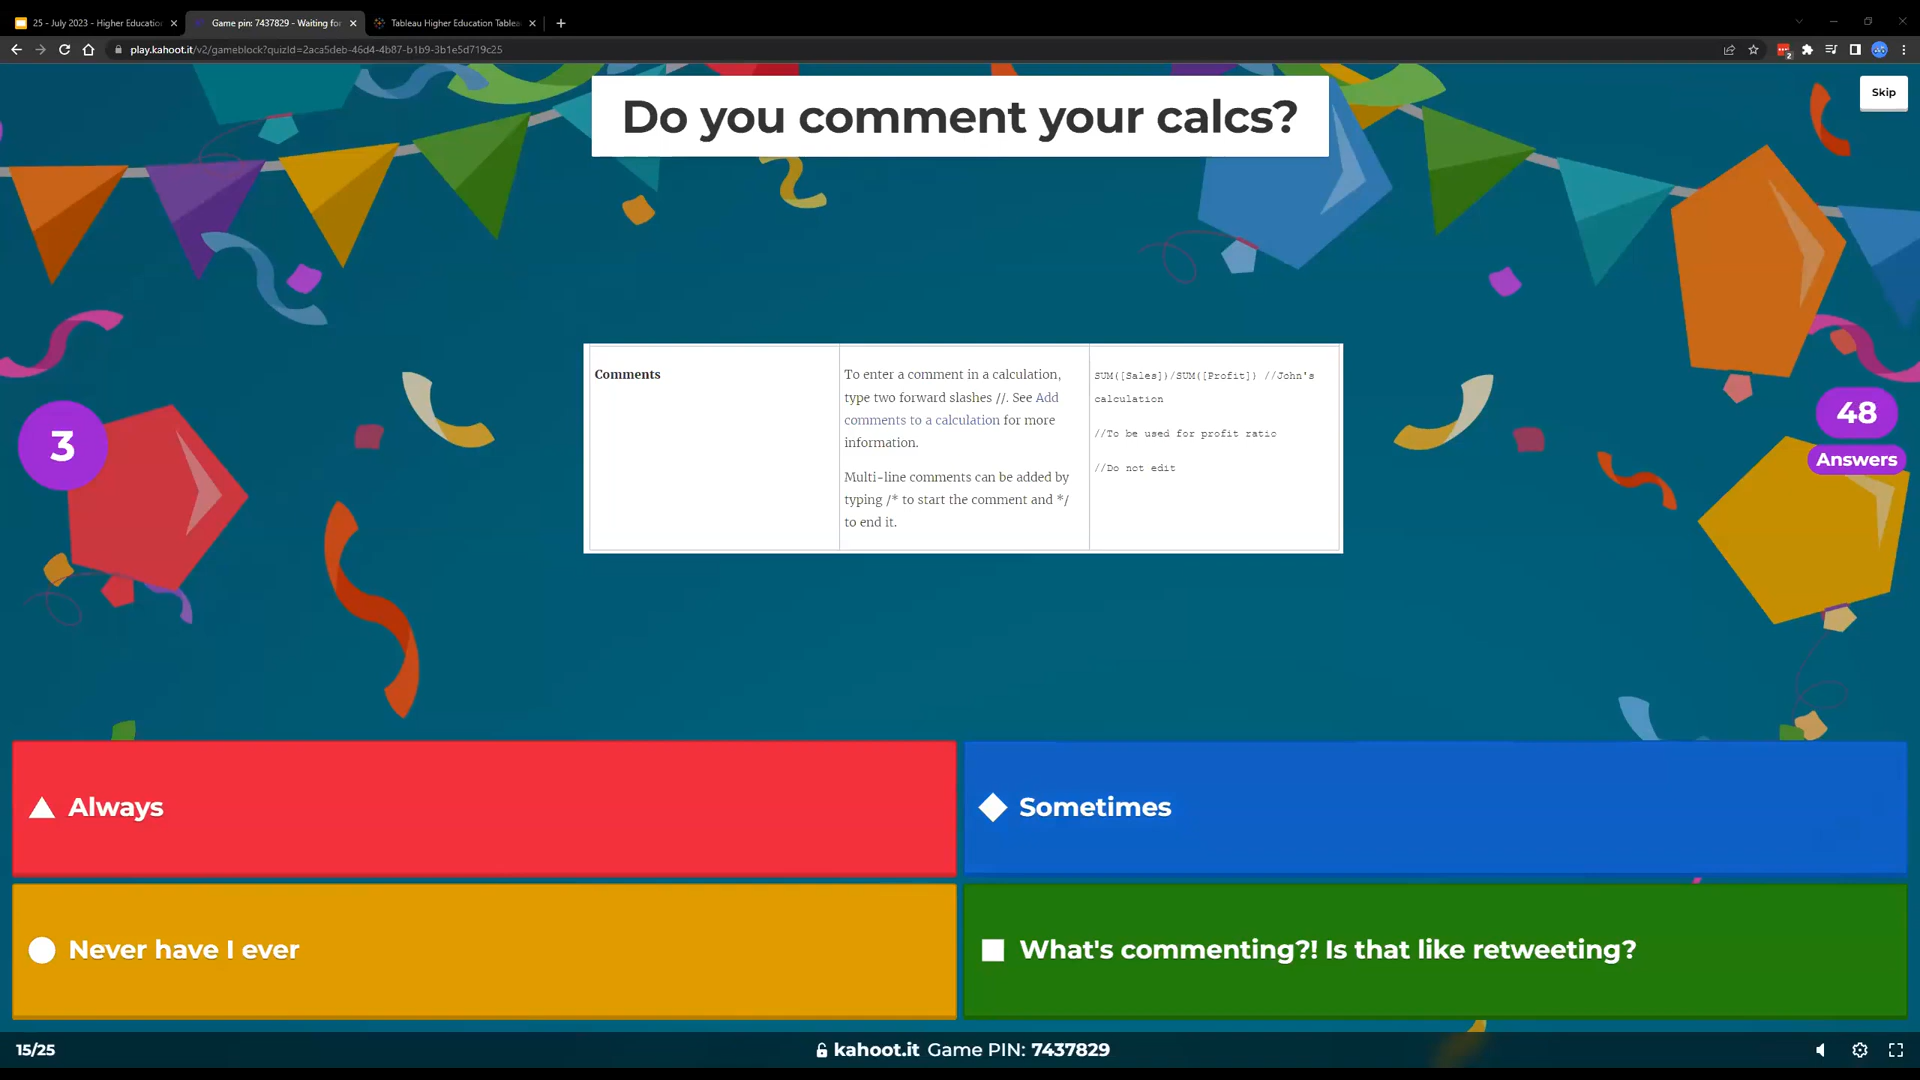 25 - July 2023 - Higher Educatio
Game pin: 7437829 - Waiting for
Tableau Higher Education Tablea
play.kahoot.it/v2/gameblock?quizId=2aca5deb-46d4-4b87-b1b9-3b1e5d719c25
Do you comment your calcs?
Skip
Comments
To enter a comment in a calculation,
type two forward slashes //. See Add
comments to a calculation for more
information.
Multi-line comments can be added by
typing /* to start the comment and */
to end it.
SUM([Sales])/SUM([Profit]) //John's
calculation
//To be used for profit ratio
//Do not edit
3
48
Answers
Always
Sometimes
Never have I ever
What's commenting?! Is that like retweeting?
15/25
kahoot.it Game PIN: 7437829